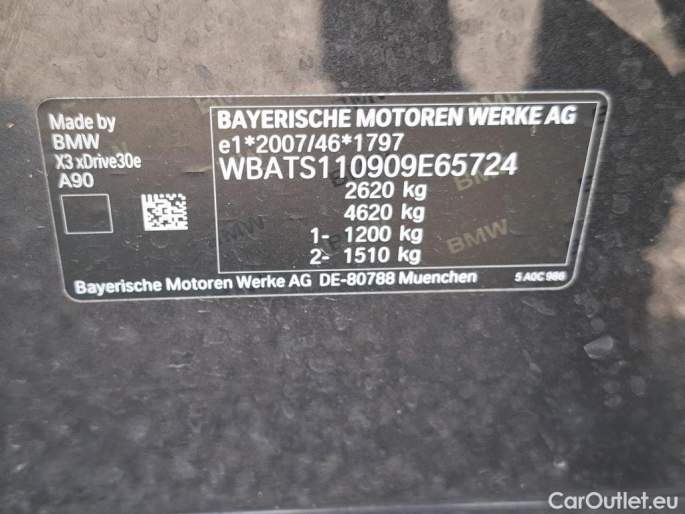 Made by
BMW
X3 xDrive30e
A90
BAYERISCHE MOTOREN WERKE AG
e1*2007/46*1797
WBATS110909E65724
2620 kg
4620 kg
1- 1200 kg
2- 1510 kg
Bayerische Motoren Werke AG DE-80788 Muenchen
5 A0C 986
BMW
CarOutlet.eu